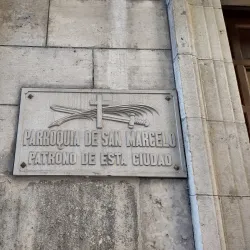 PARROQUIA DE SAN MARCELO
PATRONO DE ESTA CIUDAD